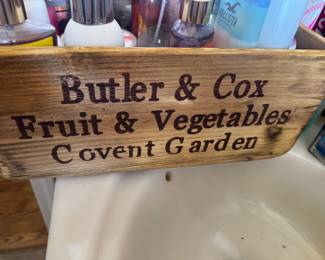 Butler & Cox
Fruit & Vegetables
Covent Garden